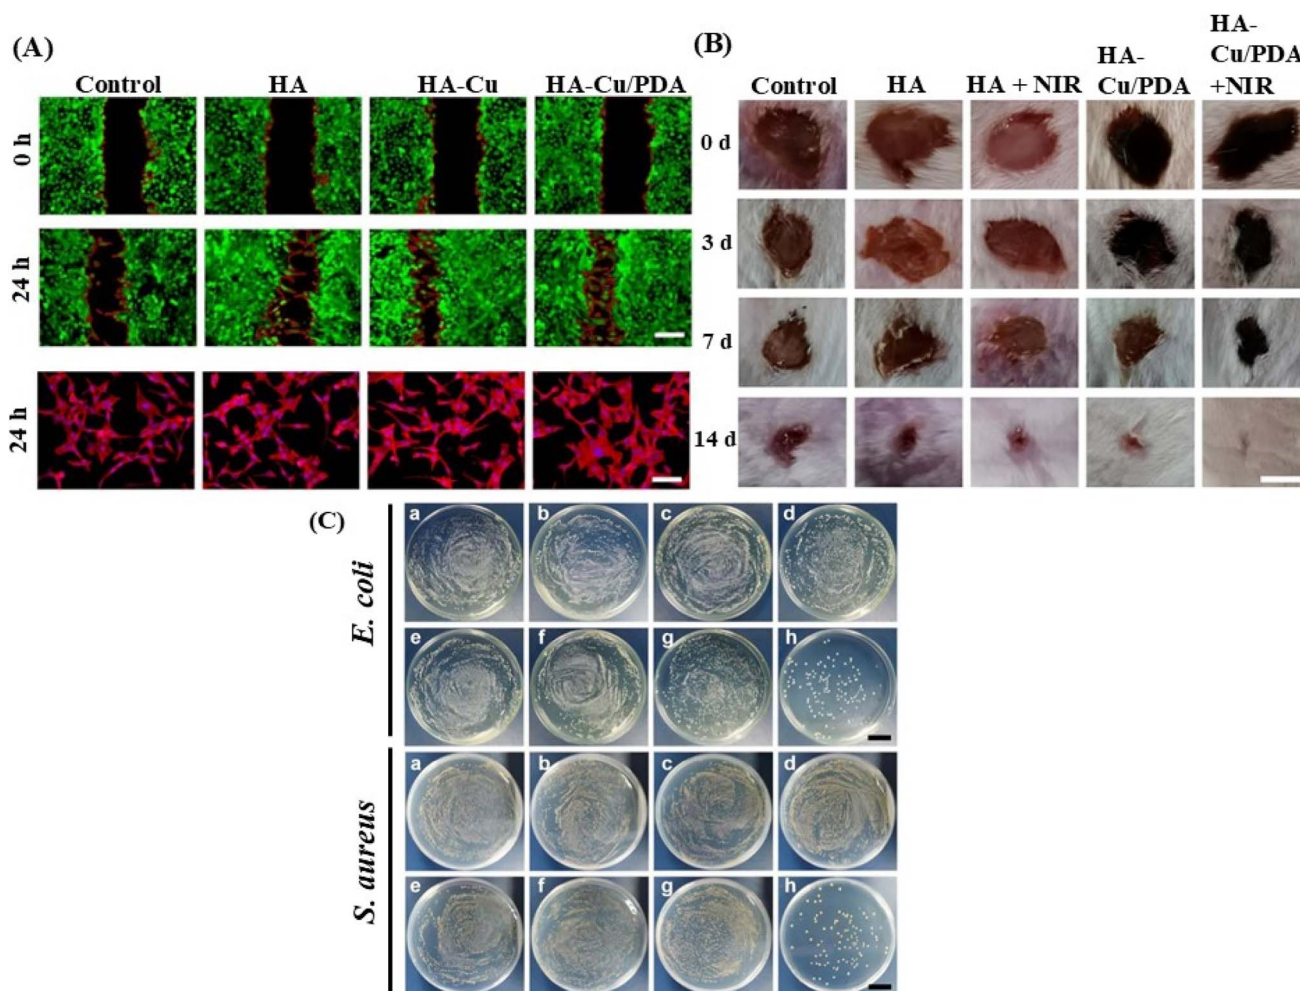 (A)
Control HA HA-Cu HA-Cu/PDA
0 h
24 h
24 h
(B)
Control HA HA + NIR HA-Cu/PDA HA-Cu/PDA +NIR
0 d
3 d
7 d
14 d
(C)
E. coli
a b c d
e f g h
S. aureus
a b c d
e f g h